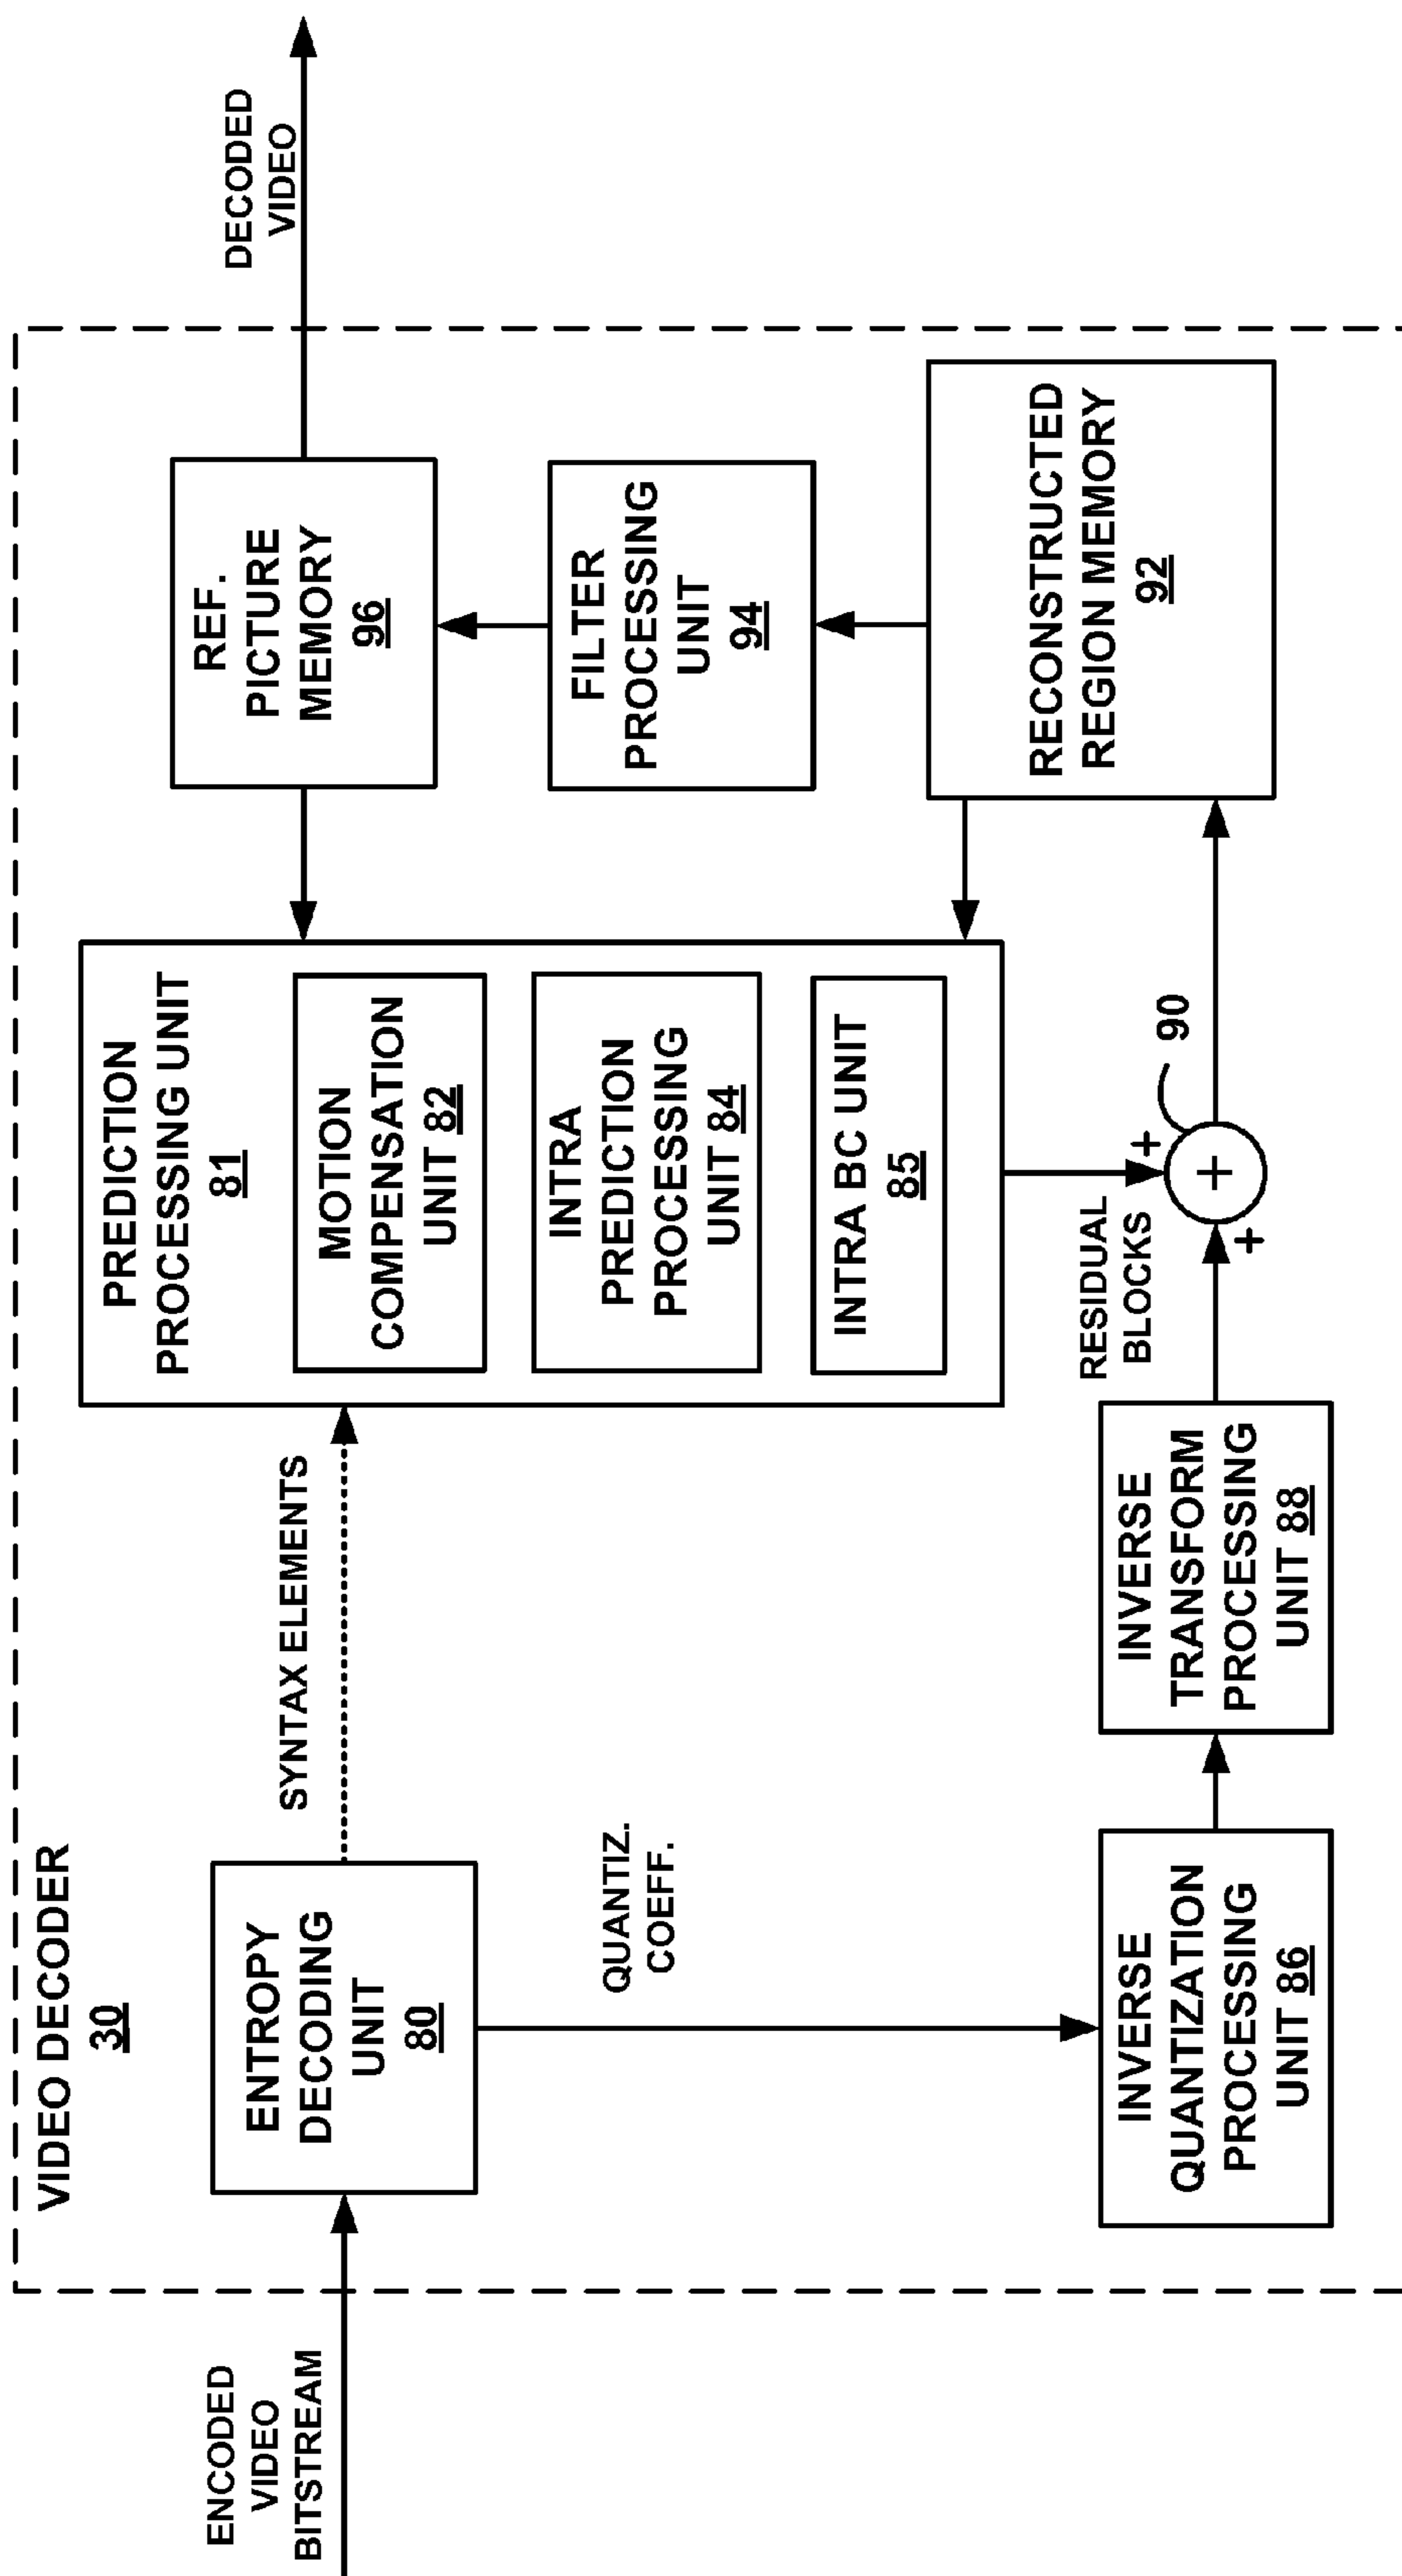 VIDEO DECODER
30
ENCODED
VIDEO
BITSTREAM
ENTROPY
DECODING
UNIT
80
SYNTAX ELEMENTS
QUANTIZ.
COEFF.
PREDICTION
PROCESSING UNIT
81
MOTION
COMPENSATION
UNIT 82
INTRA
PREDICTION
PROCESSING
UNIT 84
INTRA BC UNIT
85
REF.
PICTURE
MEMORY
96
DECODED
VIDEO
FILTER
PROCESSING
UNIT
94
RECONSTRUCTED
REGION MEMORY
92
INVERSE
QUANTIZATION
PROCESSING
UNIT 86
INVERSE
TRANSFORM
PROCESSING
UNIT 88
RESIDUAL
BLOCKS
+
+
+
90